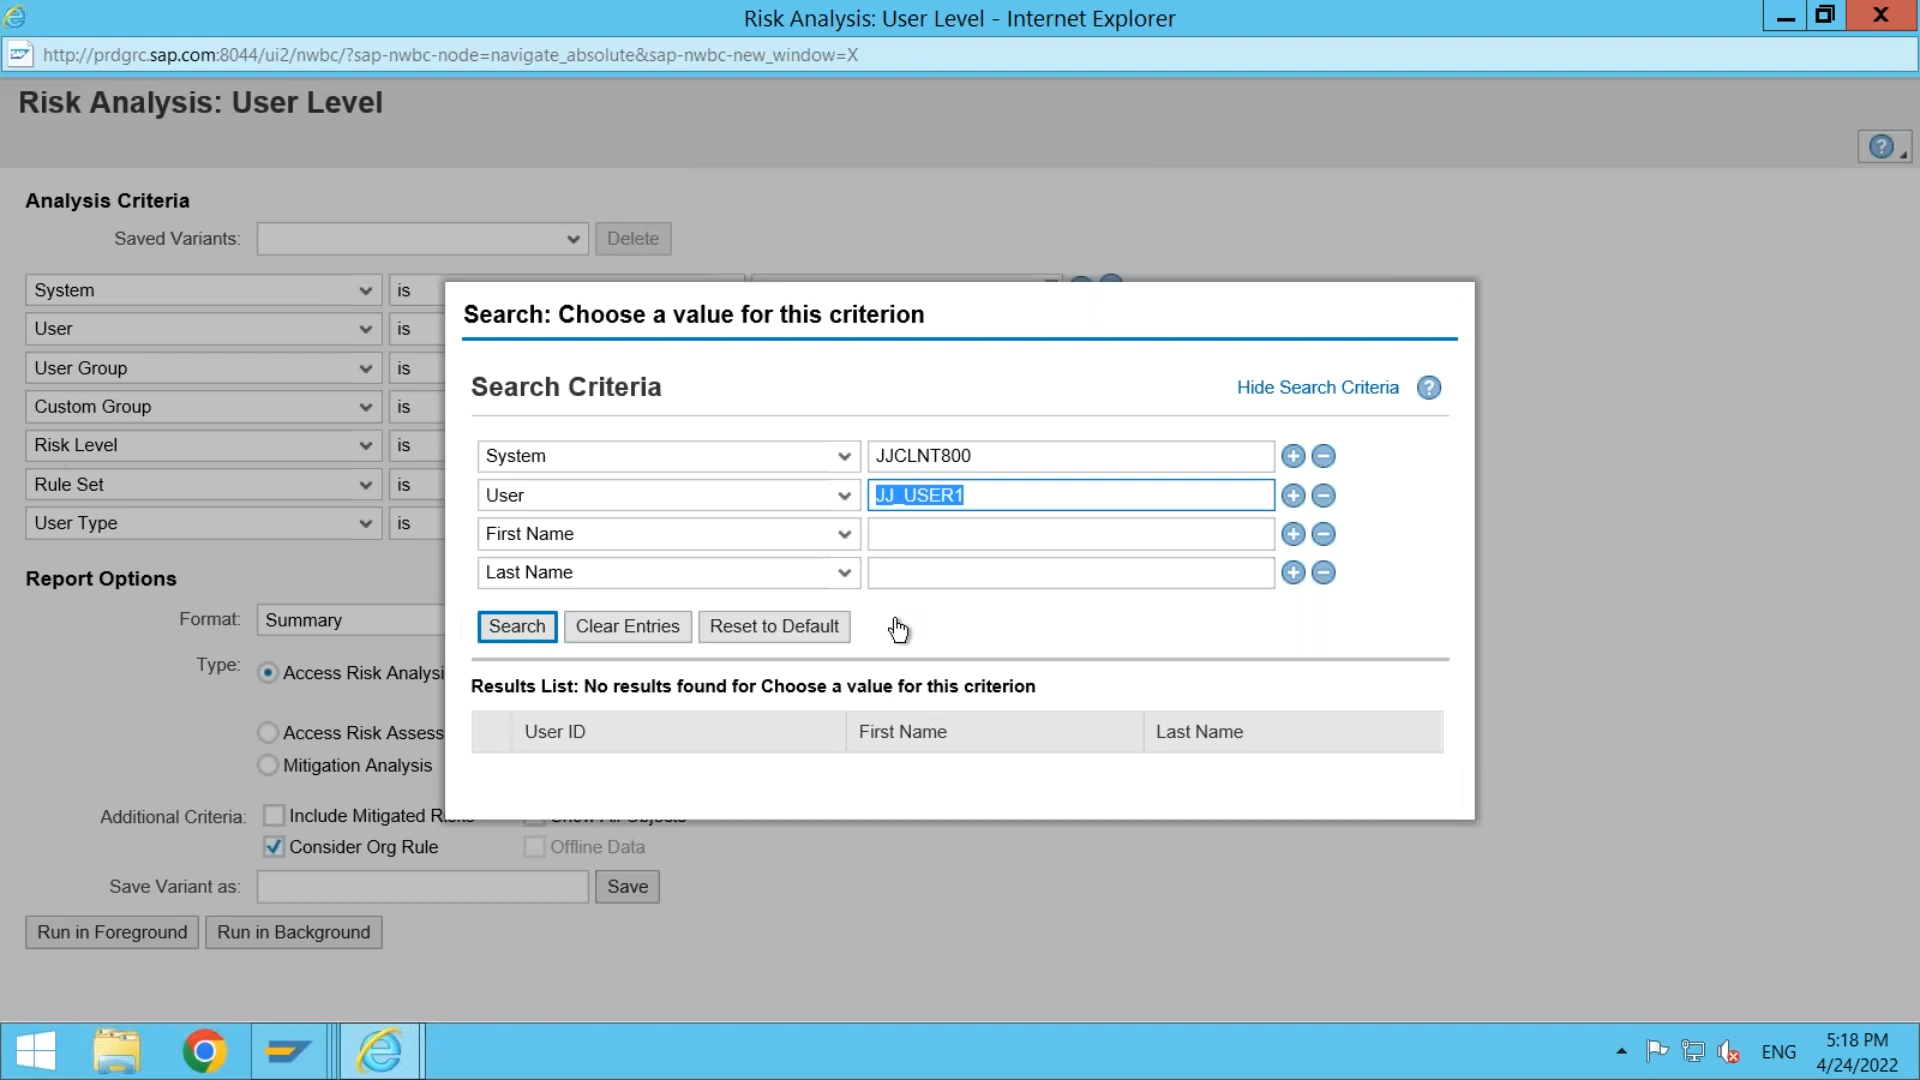 Risk Analysis: User Level - Internet Explorer
http://prdgrc.sap.com:8044/ui2/nwbc/?sap-nwbc-node=navigate_absolute&sap-nwbc-new_window=X
Risk Analysis: User Level
Analysis Criteria
Saved Variants:
Delete
System is
User is
User Group is
Custom Group is
Risk Level is
Rule Set is
User Type is
Search: Choose a value for this criterion
Search Criteria
Hide Search Criteria
System JJCLNT800
User JJ_USER1
First Name
Last Name
Search Clear Entries Reset to Default
Results List: No results found for Choose a value for this criterion
User ID First Name Last Name
Report Options
Format: Summary
Type: Access Risk Analysi
Access Risk Assess
Mitigation Analysis
Additional Criteria: Include Mitigated Risks Show All Objects
Consider Org Rule Offline Data
Save Variant as: Save
Run in Foreground Run in Background
ENG
5:18 PM
4/24/2022